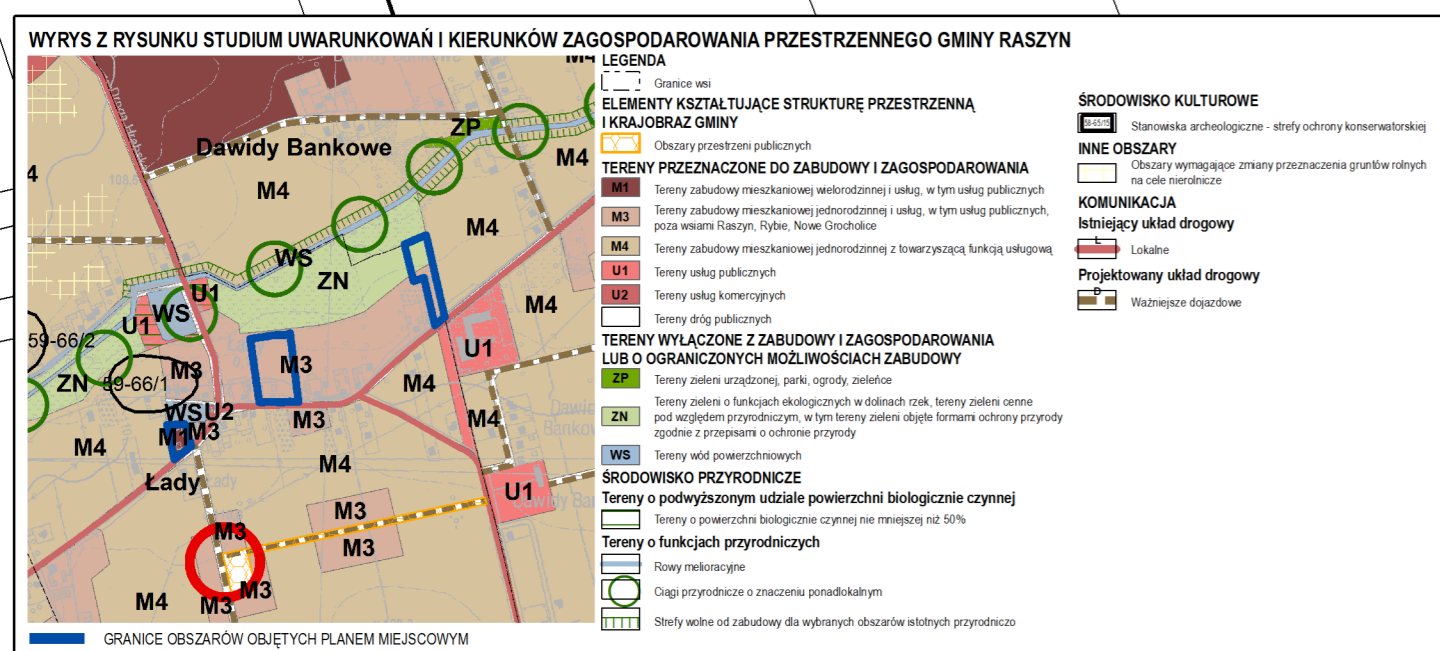 WYRYS Z RYSUNKU STUDIUM UWARUNKOWAŃ I KIERUNKÓW ZAGOSPODAROWANIA PRZESTRZENNEGO GMINY RASZYN
M4
Dawidy Bankowe
ZP
M4
4
108,5
M4
M4
WS
ZN
U1
WS
U1
M4
59-66/2
U1
M3
M3
ZN
59-66/1
M4
WS
U2
M3
M4
M1
M3
M4
M4
Łady
Łady
U1
M3
M3
M3
M3
M4
M3
GRANICE OBSZARÓW OBJĘTYCH PLANEM MIEJSCOWYM
LEGENDA
Granice wsi
ELEMENTY KSZTAŁTUJĄCE STRUKTURĘ PRZESTRZENNĄ
I KRAJOBRAZ GMINY
Obszary przestrzeni publicznych
TERENY PRZEZNACZONE DO ZABUDOWY I ZAGOSPODAROWANIA
M1 Tereny zabudowy mieszkaniowej wielorodzinnej i usług, w tym usług publicznych
M3 Tereny zabudowy mieszkaniowej jednorodzinnej i usług, w tym usług publicznych,
poza wsiami Raszyn, Rybie, Nowe Grocholice
M4 Tereny zabudowy mieszkaniowej jednorodzinnej z towarzyszącą funkcją usługową
U1 Tereny usług publicznych
U2 Tereny usług komercyjnych
Tereny dróg publicznych
TERENY WYŁĄCZONE Z ZABUDOWY I ZAGOSPODAROWANIA
LUB O OGRANICZONYCH MOŻLIWOŚCIACH ZABUDOWY
ZP Tereny zieleni urządzonej, parki, ogrody, zieleńce
Tereny zieleni o funkcjach ekologicznych w dolinach rzek, tereny zieleni cenne
ZN pod względem przyrodniczym, w tym tereny zieleni objęte formami ochrony przyrody
zgodnie z przepisami o ochronie przyrody
WS Tereny wód powierzchniowych
ŚRODOWISKO PRZYRODNICZE
Tereny o podwyższonym udziale powierzchni biologicznie czynnej
Tereny o powierzchni biologicznie czynnej nie mniejszej niż 50%
Tereny o funkcjach przyrodniczych
Rowy melioracyjne
Ciągi przyrodnicze o znaczeniu ponadlokalnym
Strefy wolne od zabudowy dla wybranych obszarów istotnych przyrodniczo
ŚRODOWISKO KULTUROWE
58-65/15 Stanowiska archeologiczne - strefy ochrony konserwatorskiej
INNE OBSZARY
Obszary wymagające zmiany przeznaczenia gruntów rolnych
na cele nierolnicze
KOMUNIKACJA
Istniejący układ drogowy
L Lokalne
Projektowany układ drogowy
D Ważniejsze dojazdowe